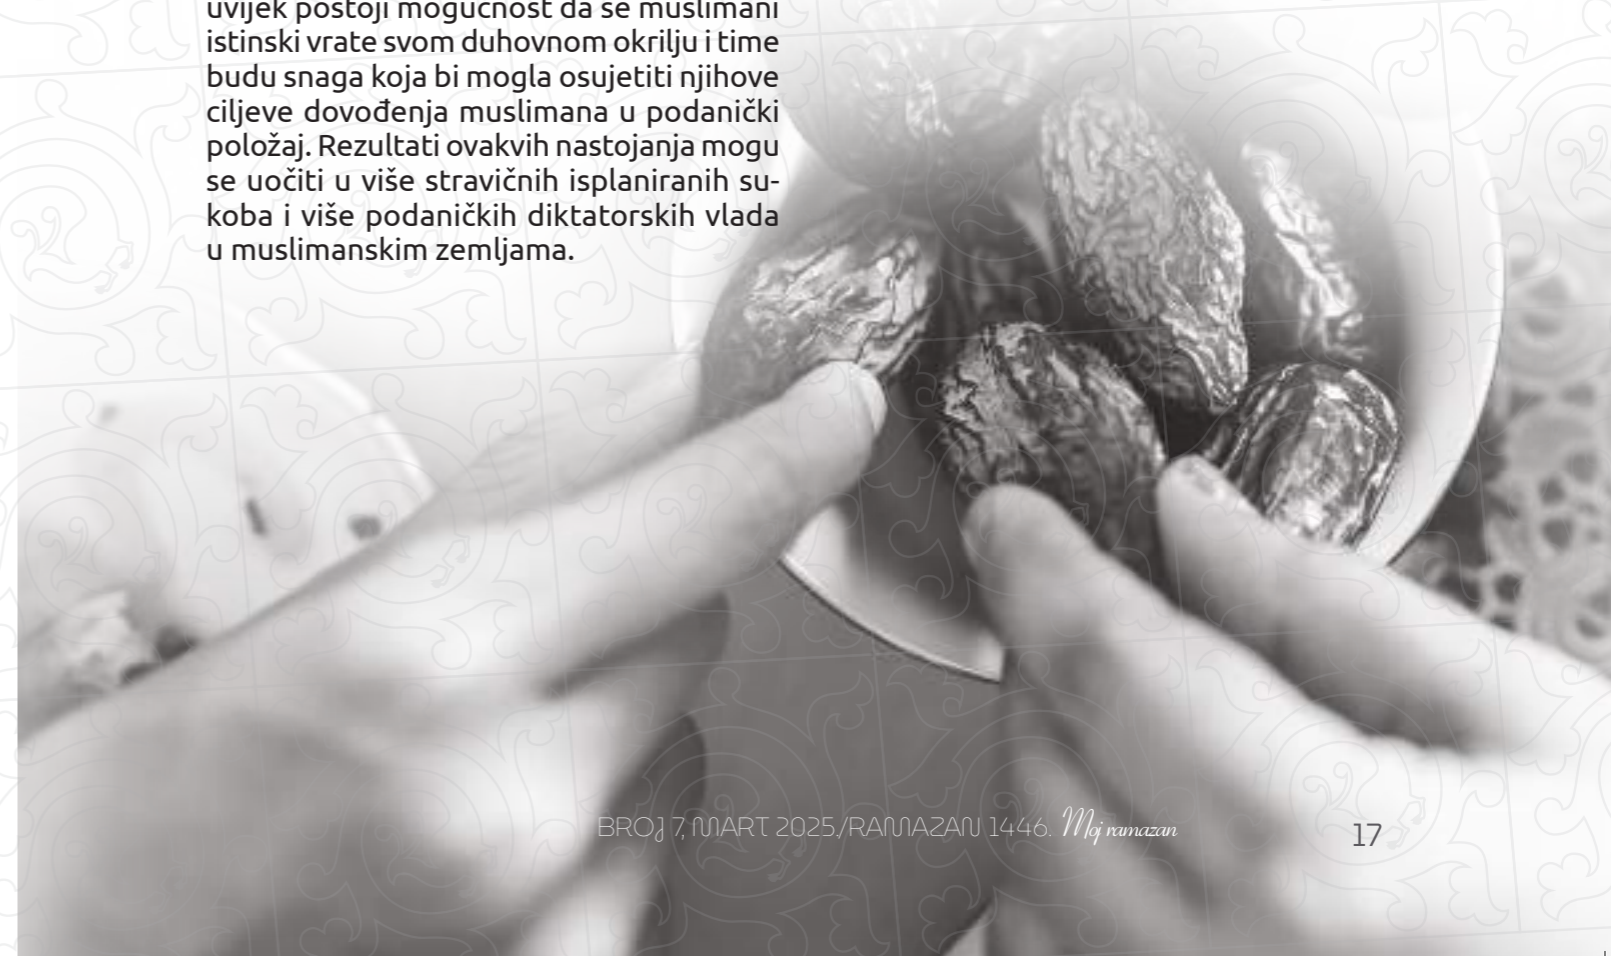 uvijek postoji mogućnost da se muslimani
istinski vrate svom duhovnom okrilju i time
budu snaga koja bi mogla osujetiti njihove
ciljeve dovođenja muslimana u podanički
položaj. Rezultati ovakvih nastojanja mogu
se uočiti u više stravičnih isplaniranih su-
koba i više podaničkih diktatorskih vlada
u muslimanskim zemljama.
BROJ 7, MART 2025./RAMAZAN 1446. Moj ramazan
17